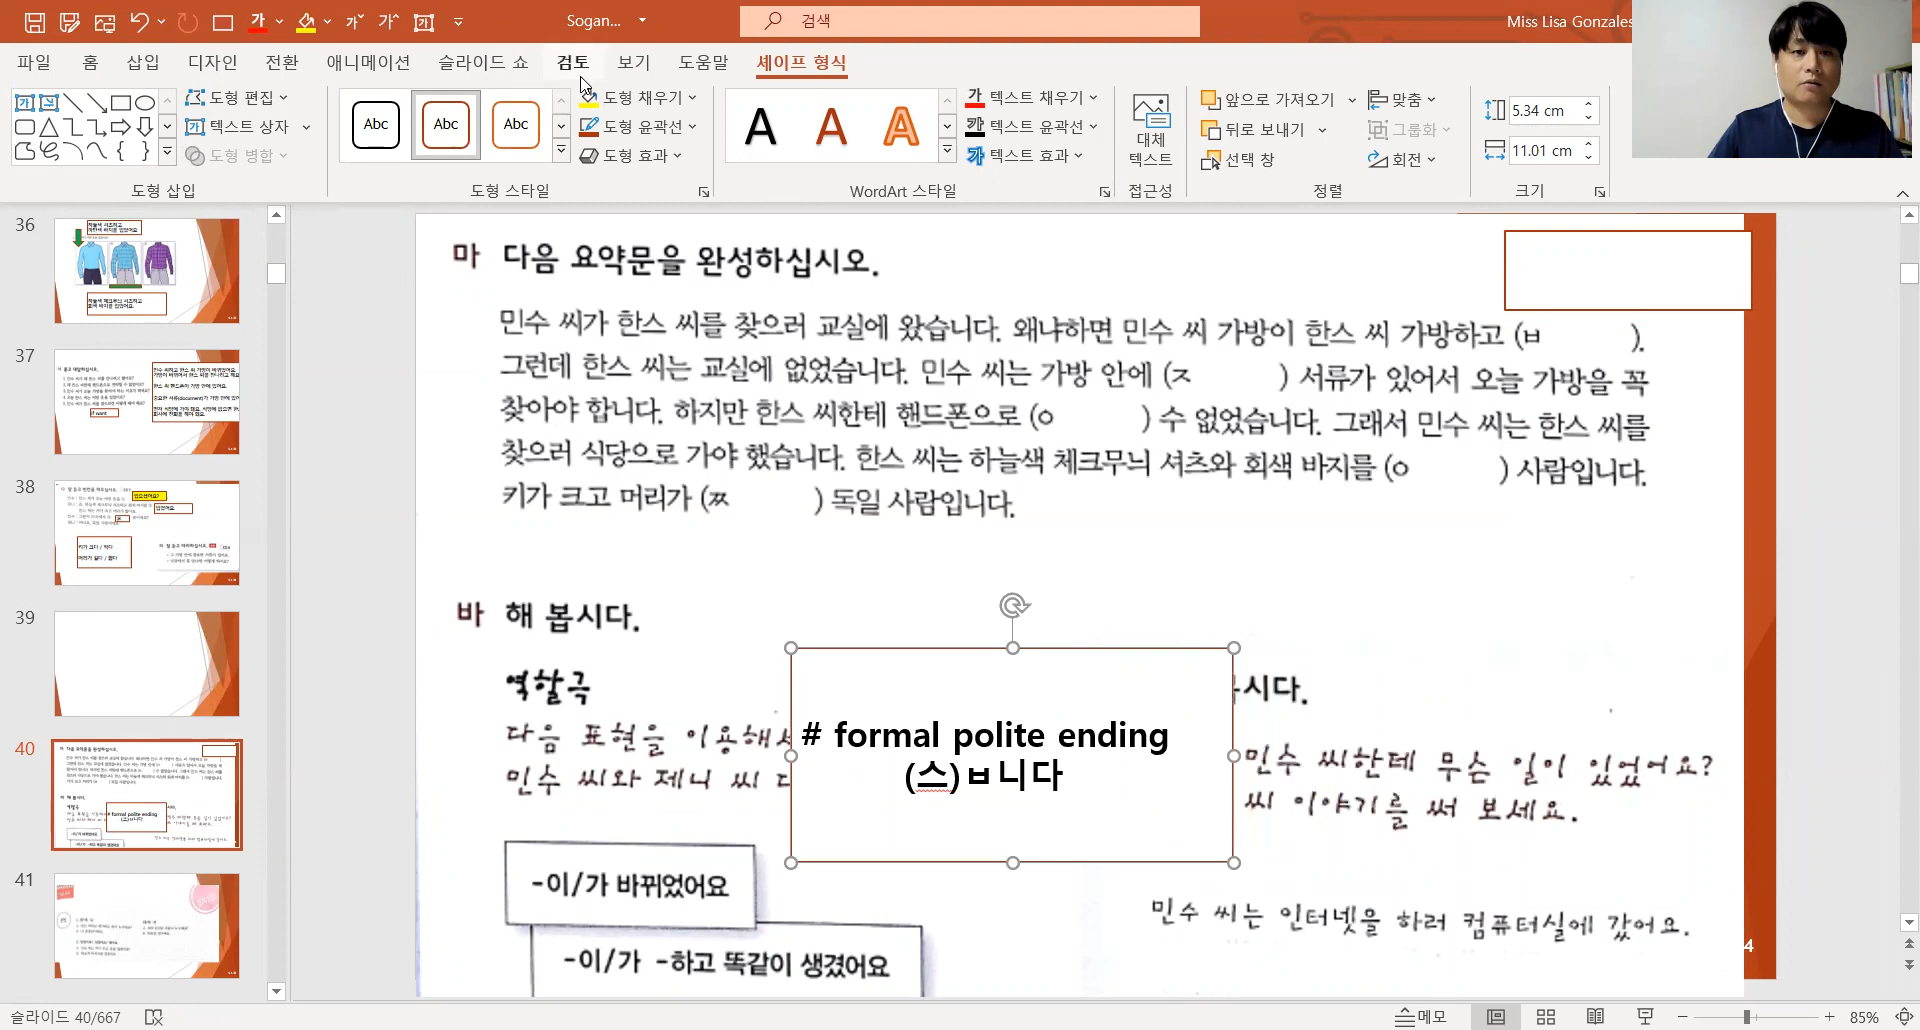 Sogan...
검색
Miss Lisa Gonzales
파일 홈 삽입 디자인 전환 애니메이션 슬라이드 쇼 검토 보기 도움말 셰이프 형식
도형 편집
텍스트 상자
도형 병합
도형 삽입
Abc Abc Abc
도형 채우기
도형 윤곽선
도형 효과
도형 스타일
A A A
텍스트 채우기
텍스트 윤곽선
텍스트 효과
WordArt 스타일
대체
텍스트
접근성
앞으로 가져오기
뒤로 보내기
선택 창
맞춤
그룹화
회전
정렬
5.34 cm
11.01 cm
크기
36
37
38
39
40
41
마 다음 요약문을 완성하십시오.
민수 씨가 한스 씨를 찾으러 교실에 왔습니다. 왜냐하면 민수 씨 가방이 한스 씨 가방하고 (ㅂ ).
그런데 한스 씨는 교실에 없었습니다. 민수 씨는 가방 안에 (ㅈ ) 서류가 있어서 오늘 가방을 꼭
찾아야 합니다. 하지만 한스 씨한테 핸드폰으로 (ㅇ ) 수 없었습니다. 그래서 민수 씨는 한스 씨를
찾으러 식당으로 가야 했습니다. 한스 씨는 하늘색 체크무늬 셔츠와 회색 바지를 (ㅇ ) 사람입니다.
키가 크고 머리가 (ㅉ ) 독일 사람입니다.
바 해 봅시다.
역할극
다음 표현을 이용해서
민수 씨와 제니 씨
# formal polite ending
(스)ㅂ니다
시다.
민수 씨한테 무슨 일이 있었어요?
씨 이야기를 써 보세요.
-이/가 바뀌었어요
-이/가 -하고 똑같이 생겼어요
민수 씨는 인터넷을 하러 컴퓨터실에 갔어요.
4
슬라이드 40/667
메모
85%